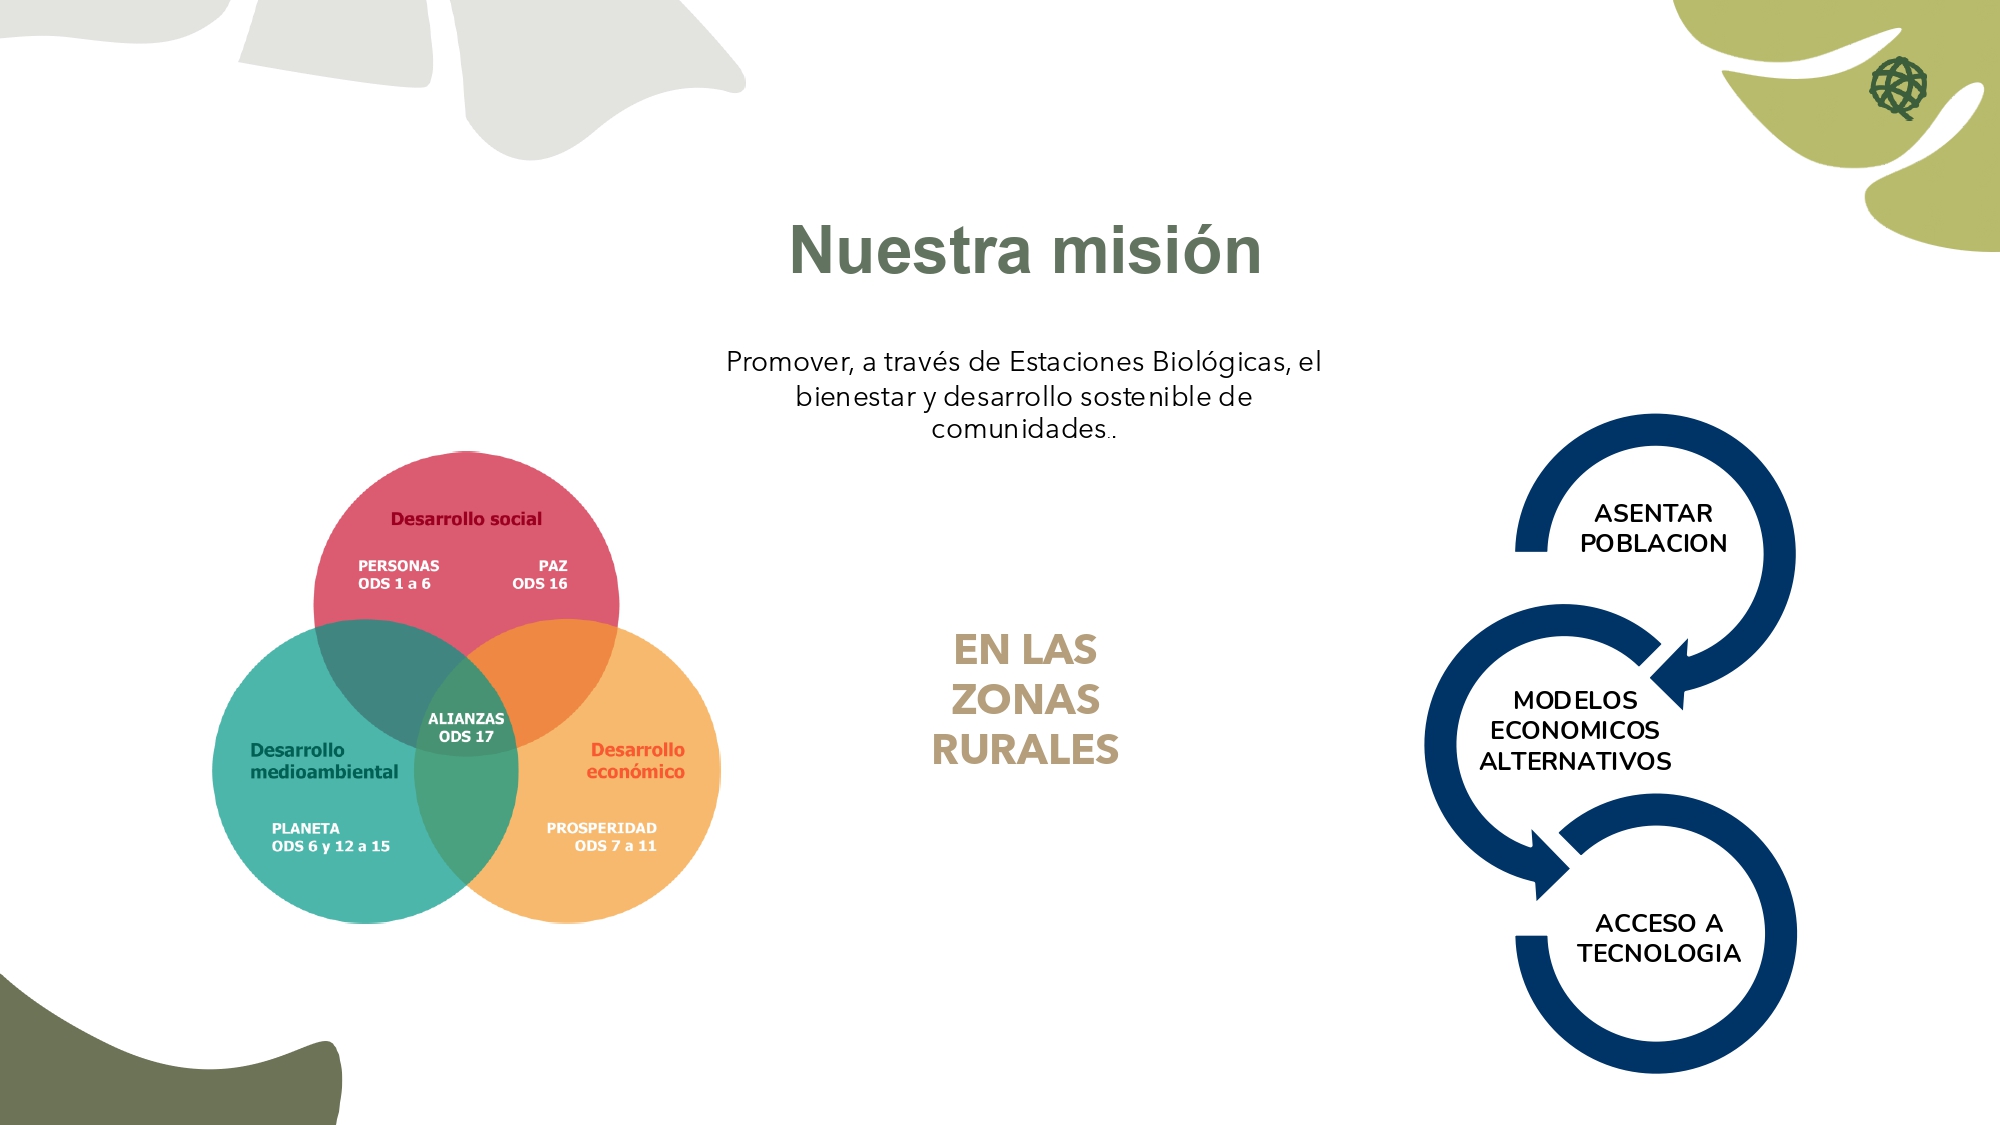 Nuestra misión
Promover, a través de Estaciones Biológicas, el
bienestar y desarrollo sostenible de
comunidades..
Desarrollo social
PERSONAS
ODS 1 a 6
PAZ
ODS 16
ALIANZAS
ODS 17
Desarrollo
medioambiental
PLANETA
ODS 6 y 12 a 15
Desarrollo
económico
PROSPERIDAD
ODS 7 a 11
EN LAS
ZONAS
RURALES
ASENTAR
POBLACION
MODELOS
ECONOMICOS
ALTERNATIVOS
ACCESO A
TECNOLOGIA